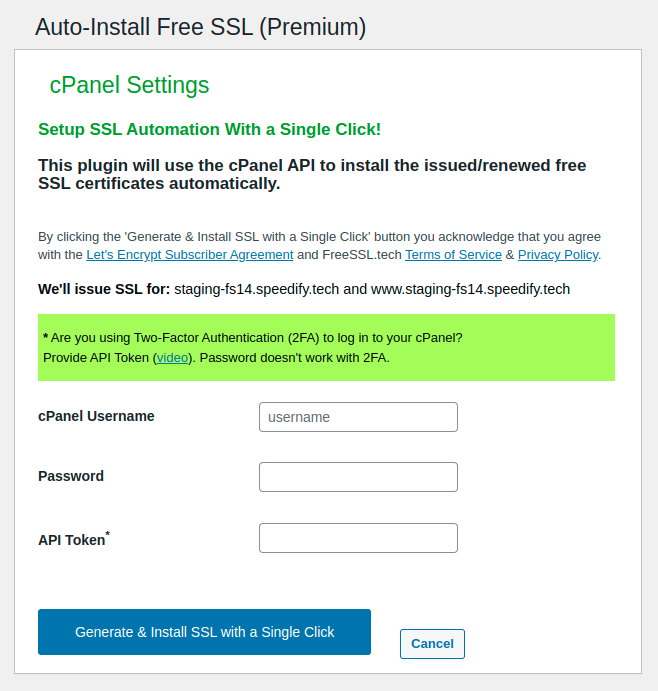 Auto-Install Free SSL (Premium)
cPanel Settings
Setup SSL Automation With a Single Click!
This plugin will use the cPanel API to install the issued/renewed free
SSL certificates automatically.
By clicking the 'Generate & Install SSL with a Single Click' button you acknowledge that you agree
with the Let's Encrypt Subscriber Agreement and FreeSSL.tech Terms of Service & Privacy Policy.
We'll issue SSL for: staging-fs14.speedify.tech and www.staging-fs14.speedify.tech
* Are you using Two-Factor Authentication (2FA) to log in to your cPanel?
Provide API Token (video). Password doesn't work with 2FA.
cPanel Username username
Password
API Token*
Generate & Install SSL with a Single Click Cancel